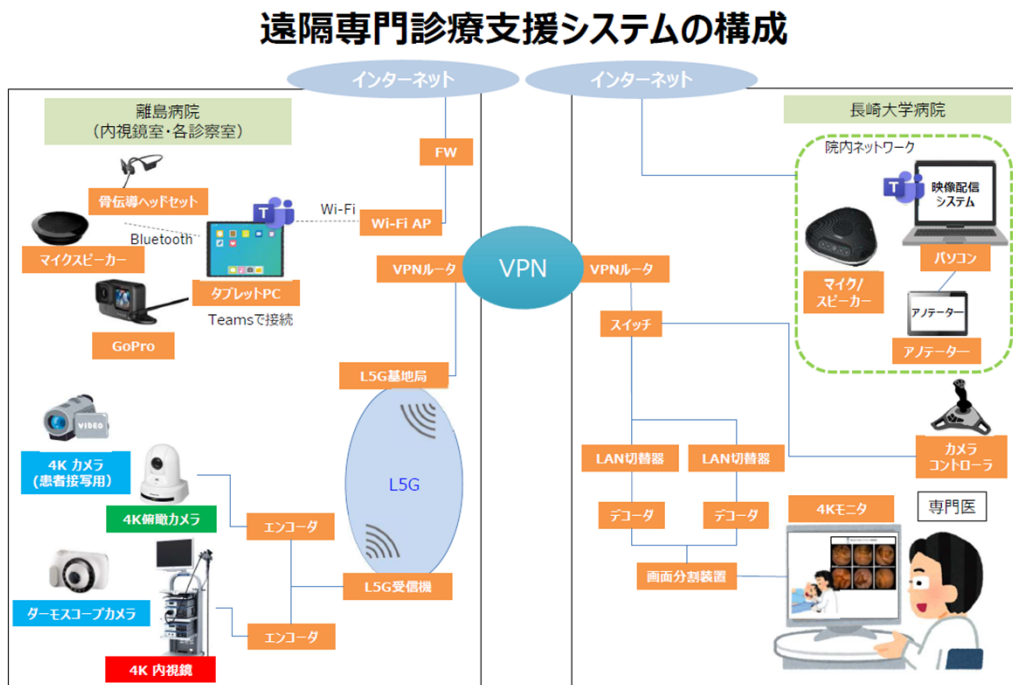 遠隔専門診療支援システムの構成
インターネット
インターネット
離島病院
(内視鏡室・各診察室)
FW
骨伝導ヘッドセット
T
Wi-Fi
Wi-Fi AP
Bluetooth
マイクスピーカー
VPNルータ
タブレットPC
Teamsで接続
GoPro
L5G基地局
VIDEO
4K カメラ
(患者接写用)
L5G
4K俯瞰カメラ
エンコーダ
L5G受信機
ダーモスコープカメラ
エンコーダ
4K 内視鏡
VPN
長崎大学病院
院内ネットワーク
T
映像配信
システム
パソコン
マイク/
スピーカー
アノテーター
アノテーター
VPNルータ
スイッチ
カメラ
コントローラ
LAN切替器
LAN切替器
デコーダ
デコーダ
4Kモニタ
専門医
画面分割装置